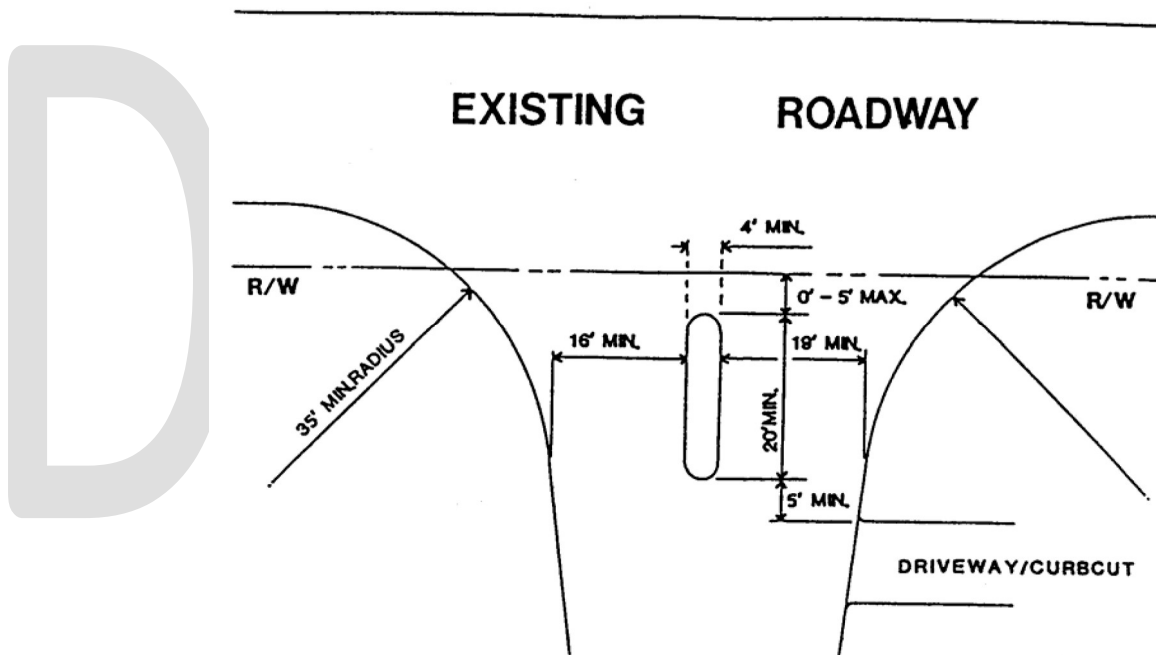 D
EXISTING ROADWAY
4' MIN.
R/W
0' - 5' MAX.
R/W
16' MIN.
19' MIN.
35' MIN.RADIUS
20'MIN.
5' MIN.
DRIVEWAY/CURBCUT